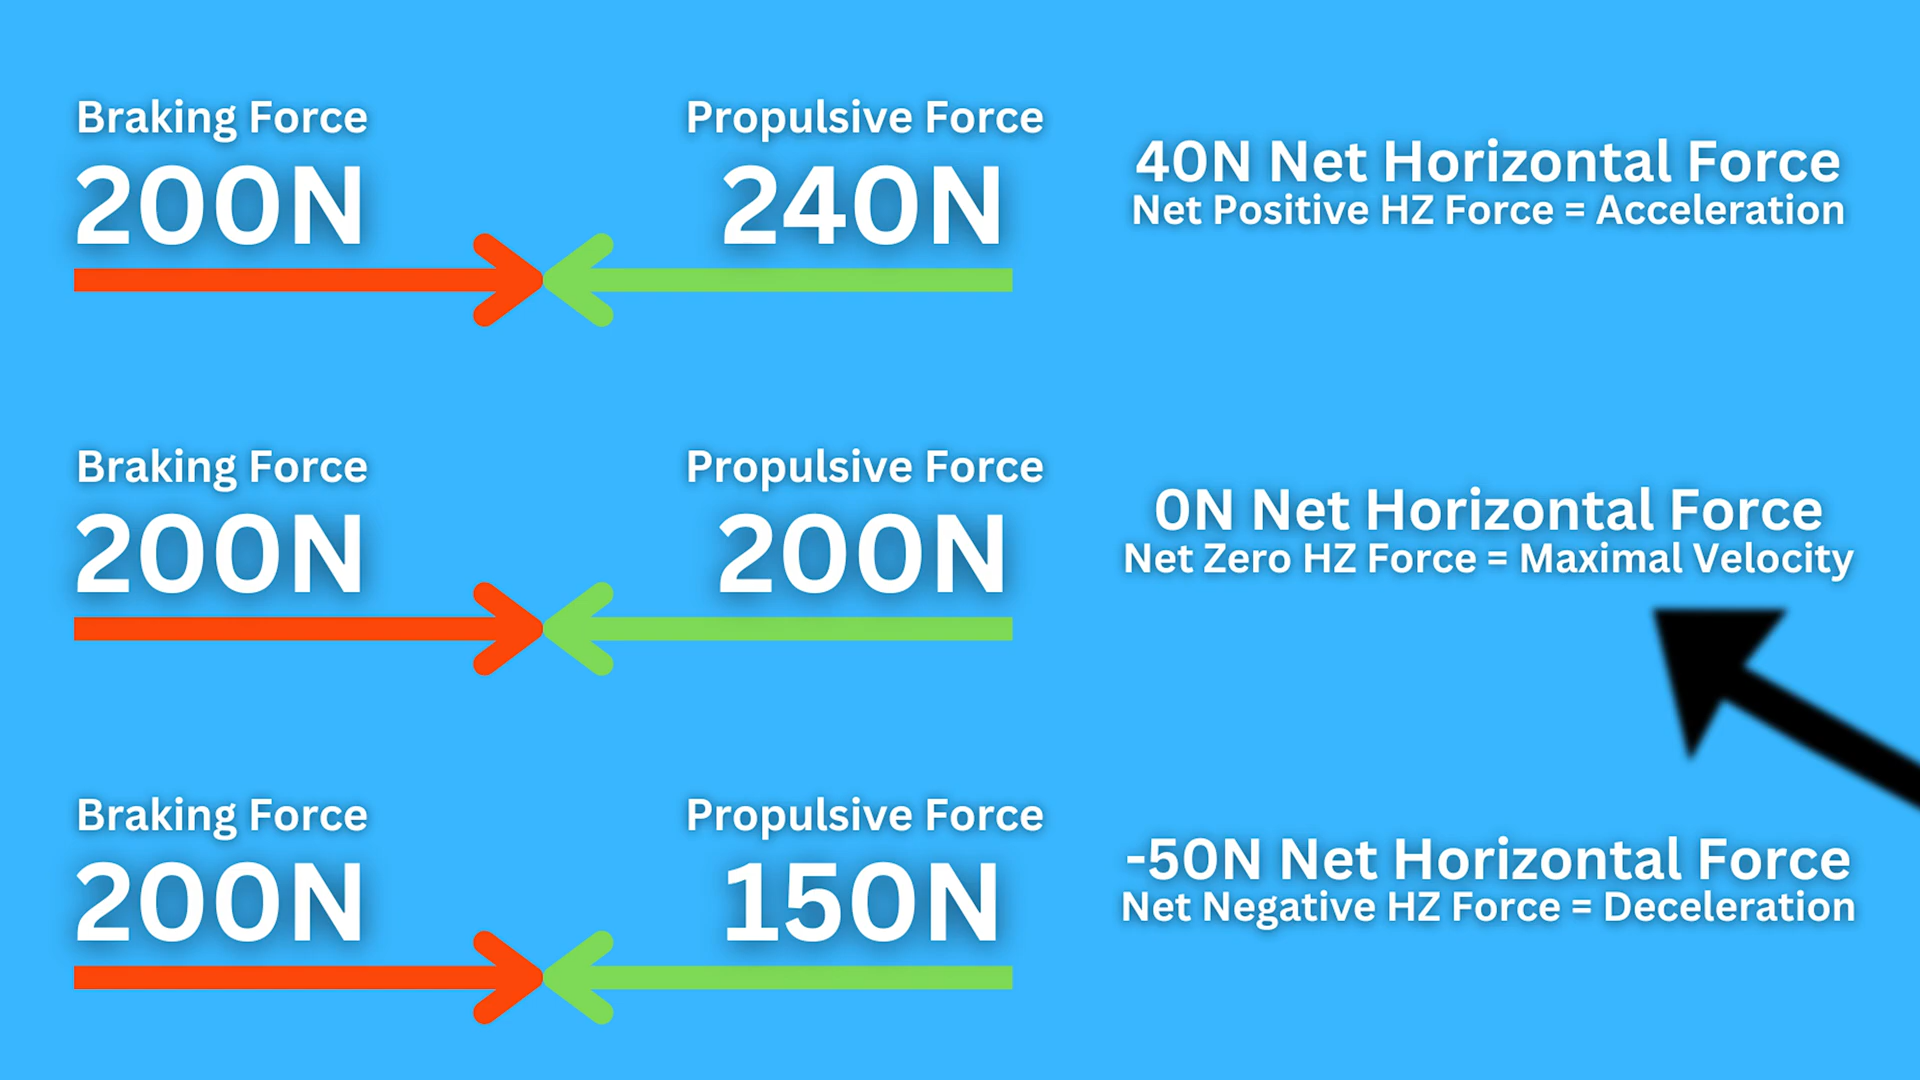 Braking Force
200N
Propulsive Force
240N
40N Net Horizontal Force
Net Positive HZ Force = Acceleration
Braking Force
200N
Propulsive Force
200N
0N Net Horizontal Force
Net Zero HZ Force = Maximal Velocity
Braking Force
200N
Propulsive Force
150N
-50N Net Horizontal Force
Net Negative HZ Force = Deceleration